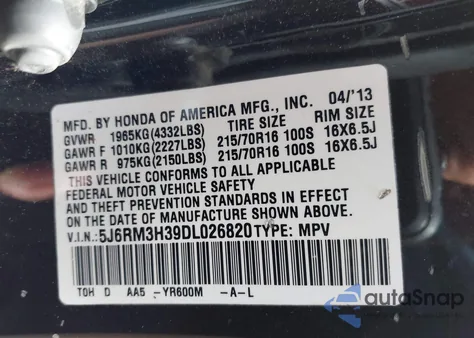 MFD. BY HONDA OF AMERICA MFG., INC. 04/'13
GVWR 1965KG(4332LBS) TIRE SIZE RIM SIZE
GAWR F 1010KG(2227LBS) 215/70R16 100S 16X6.5J
GAWR R 975KG(2150LBS) 215/70R16 100S 16X6.5J
THIS VEHICLE CONFORMS TO ALL APPLICABLE
FEDERAL MOTOR VEHICLE SAFETY
AND THEFT PREVENTION STANDARDS IN EFFECT
ON THE DATE OF MANUFACTURE SHOWN ABOVE.
V.I.N.:5J6RM3H39DL026820 TYPE: MPV
TOH D AA5 -YR600M -A-L
autoSnap